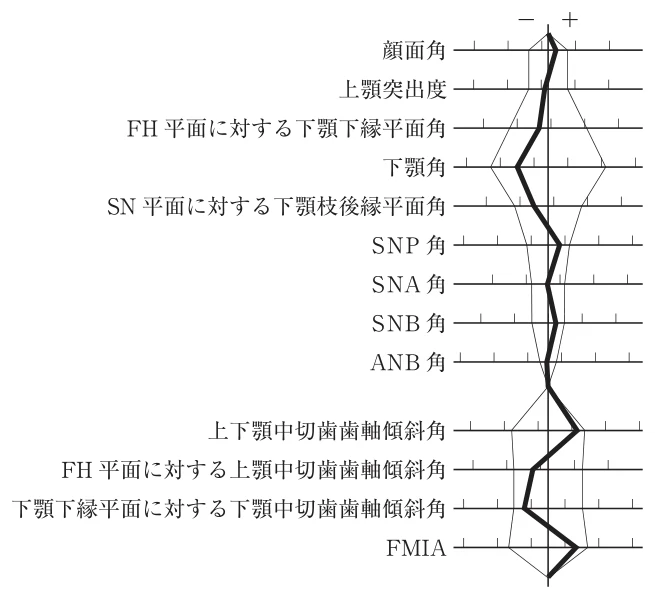 − ＋
顔面角
上顎突出度
FH 平面に対する下顎下縁平面角
下顎角
SN 平面に対する下顎枝後縁平面角
SNP 角
SNA 角
SNB 角
ANB 角
上下顎中切歯歯軸傾斜角
FH 平面に対する上顎中切歯歯軸傾斜角
下顎下縁平面に対する下顎中切歯歯軸傾斜角
FMIA